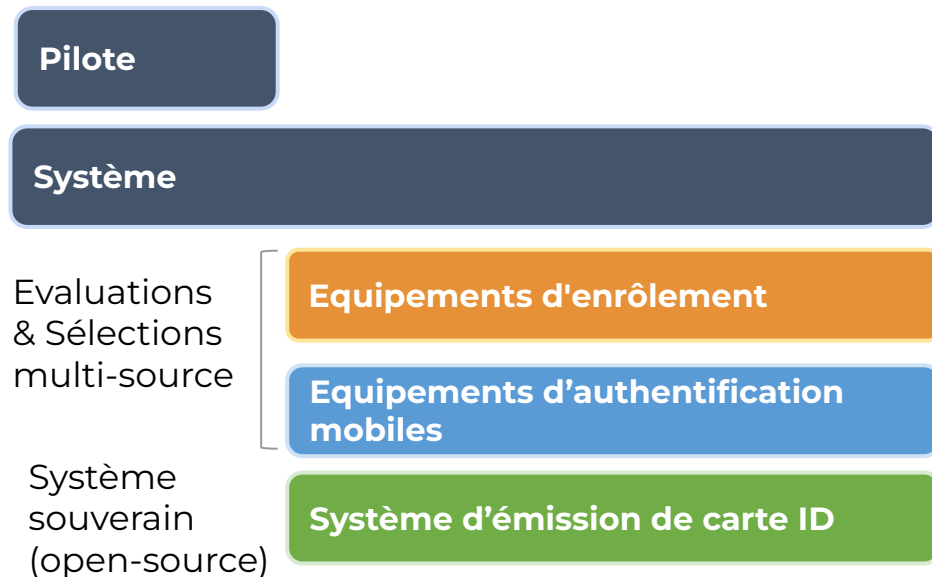 Pilote
Système
Evaluations
& Sélections
multi-source
Equipements d'enrôlement
Equipements d’authentification
mobiles
Système
souverain
(open-source)
Système d’émission de carte ID